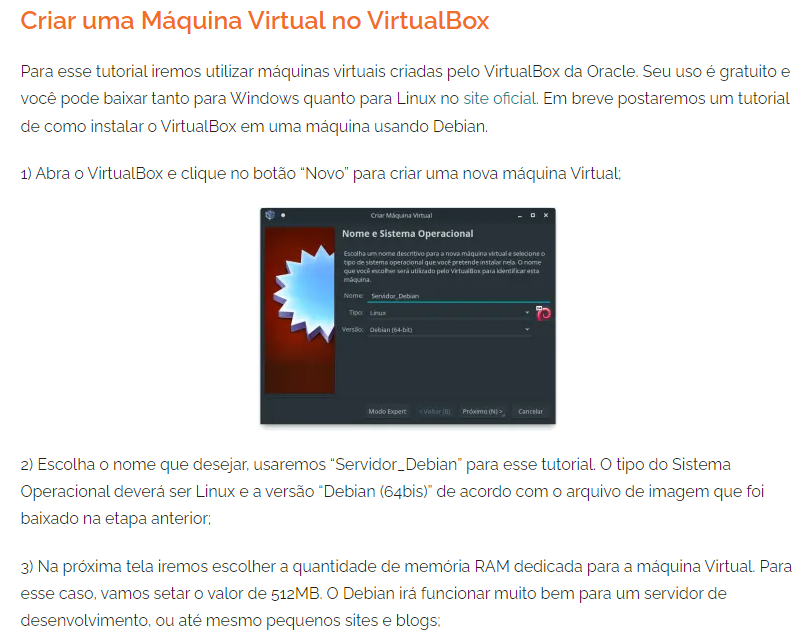 Criar uma Máquina Virtual no VirtualBox
Para esse tutorial iremos utilizar máquinas virtuais criadas pelo VirtualBox da Oracle. Seu uso é gratuito e
você pode baixar tanto para Windows quanto para Linux no site oficial. Em breve postaremos um tutorial
de como instalar o VirtualBox em uma máquina usando Debian.
1) Abra o VirtualBox e clique no botão “Novo” para criar uma nova máquina Virtual;
Criar Máquina Virtual
Nome e Sistema Operacional
Escolha um nome descritivo para a nova máquina virtual e selecione o
tipo de sistema operacional que você pretende instalar nela. O nome
que você escolher será utilizado pelo VirtualBox para identificar esta
máquina.
Nome: Servidor_Debian
Tipo: Linux
Versão: Debian (64-bit)
Modo Expert < Voltar (B) Próximo (N) > Cancelar
2) Escolha o nome que desejar, usaremos “Servidor_Debian” para esse tutorial. O tipo do Sistema
Operacional deverá ser Linux e a versão “Debian (64bis)” de acordo com o arquivo de imagem que foi
baixado na etapa anterior;
3) Na próxima tela iremos escolher a quantidade de memória RAM dedicada para a máquina Virtual. Para
esse caso, vamos setar o valor de 512MB. O Debian irá funcionar muito bem para um servidor de
desenvolvimento, ou até mesmo pequenos sites e blogs;